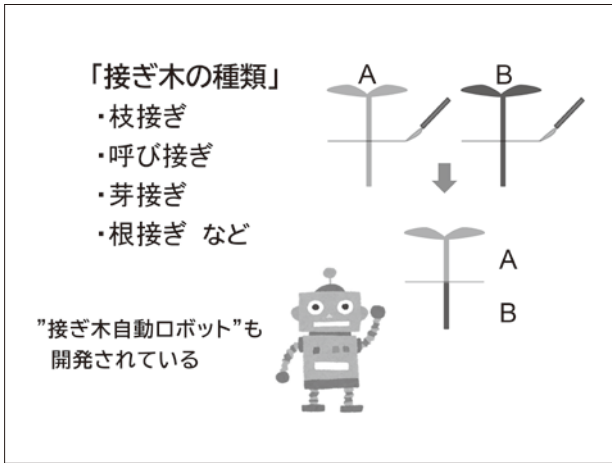 「接ぎ木の種類」
・枝接ぎ
・呼び接ぎ
・芽接ぎ
・根接ぎ など
A B
A
B
”接ぎ木自動ロボット”も
開発されている